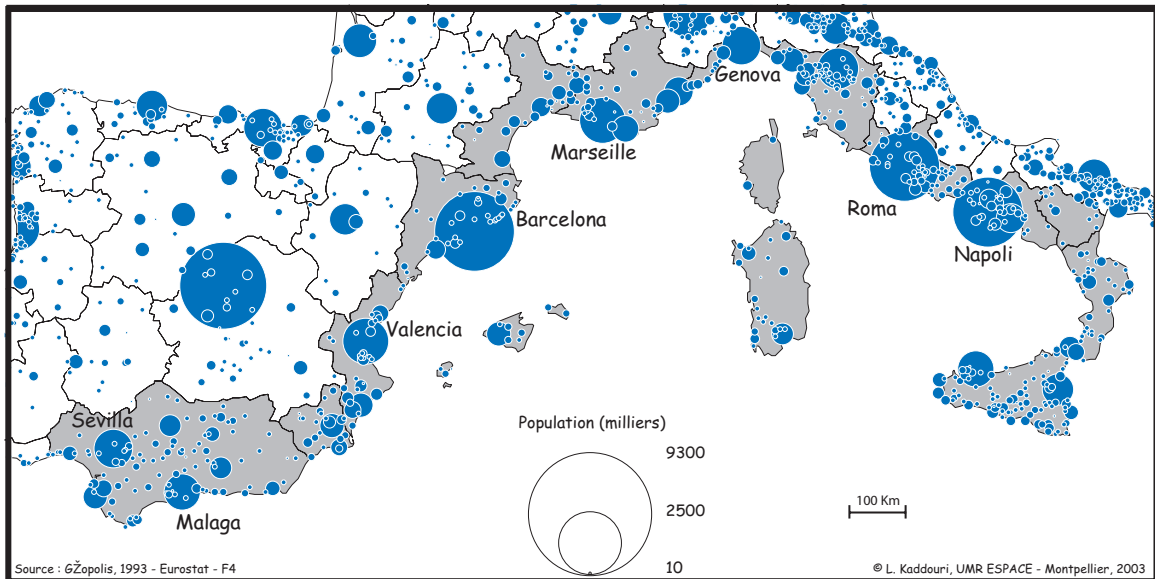 Genova
Marseille
Barcelona
Roma
Napoli
Valencia
Sevilla
Malaga
Population (milliers)
9300
2500
10
100 Km
Source : GŽopolis, 1993 - Eurostat - F4
© L. Kaddouri, UMR ESPACE - Montpellier, 2003